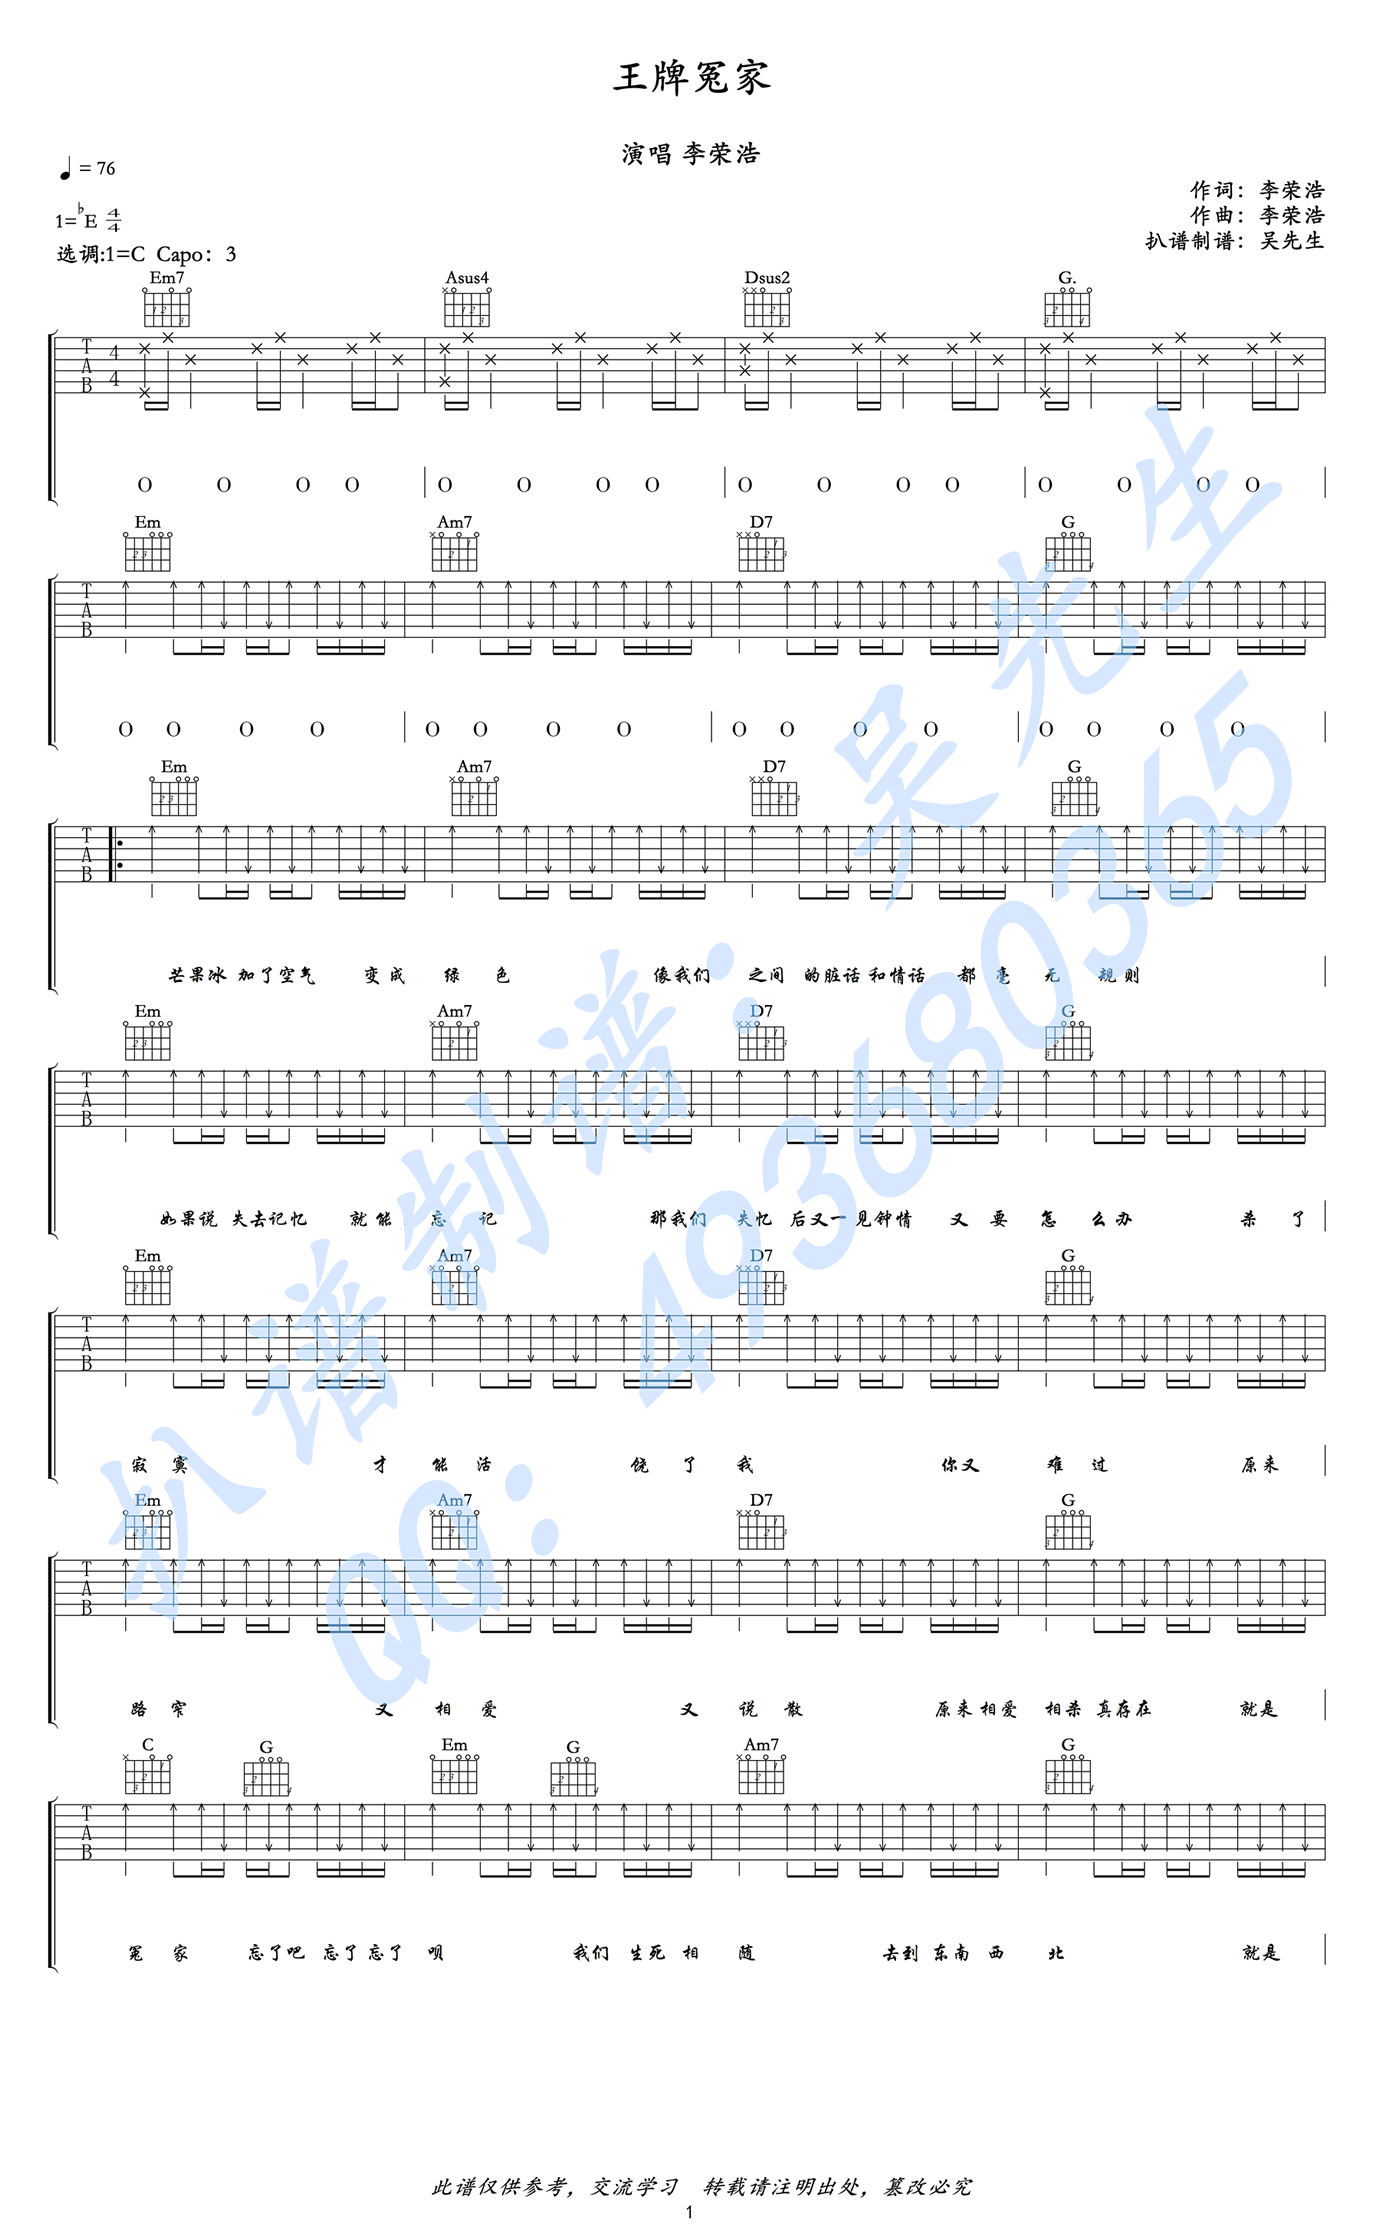 王牌冤家
演唱 李荣浩
= 76
1=♭E 4/4
选调:1=C Capo：3
作词：李荣浩
作曲：李荣浩
扒谱制谱：吴先生
Em7 Asus4 Dsus2 G.
T A B 4 4
O O O O O O O O O O O O O O O O
Em Am7 D7 G
T A B
O O O O O O O O O O O O O O O O
Em Am7 D7 G
T A B
芒果冰 加了空气 变成 绿 色 像我们 之间 的脏话 和情话 都 毫 无 规则
Em Am7 D7 G
T A B
如果说 失去记忆 就能 忘 记 那我们 失忆 后又一见钟情 又 要 怎 么办 杀 了
Em Am7 D7 G
T A B
寂寞 才 能 活 饶 了 我 你又 难 过 原来
Em Am7 D7 G
T A B
路窄 又 相 爱 又 说 散 原来 相爱 相杀 真存在 就是
C G Em G Am7 G
T A B
冤 家 忘了吧 忘了忘了 呗 我们 生死 相 随 去到 东南 西 北 就是
扒谱制谱：吴先生
QQ：493680365
此谱仅供参考，交流学习 转载请注明出处，篡改必究
1